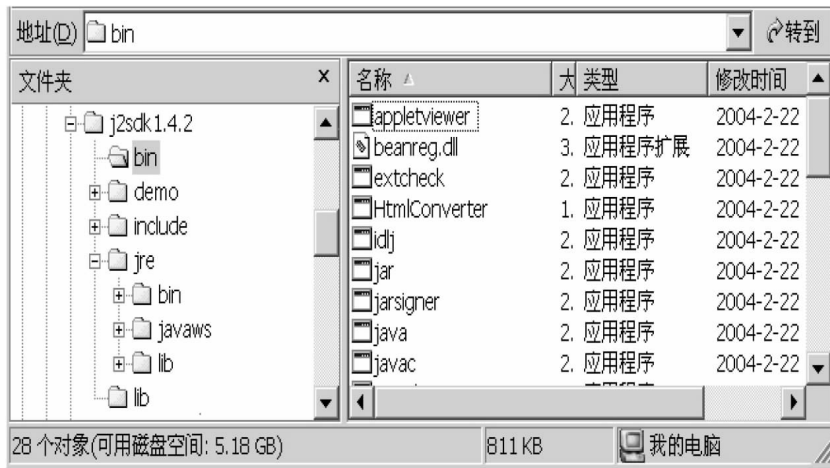 地址(D) bin 转到
文件夹 x
j2sdk1.4.2
bin
demo
include
jre
bin
javaws
lib
lib
名称 大 类型 修改时间
appletviewer 2. 应用程序 2004-2-22
beanreg.dll 3. 应用程序扩展 2004-2-22
extcheck 2. 应用程序 2004-2-22
HtmlConverter 1. 应用程序 2004-2-22
idlj 2. 应用程序 2004-2-22
jar 2. 应用程序 2004-2-22
jarsigner 2. 应用程序 2004-2-22
java 2. 应用程序 2004-2-22
javac 2. 应用程序 2004-2-22
28 个对象(可用磁盘空间: 5.18 GB) 811 KB 我的电脑